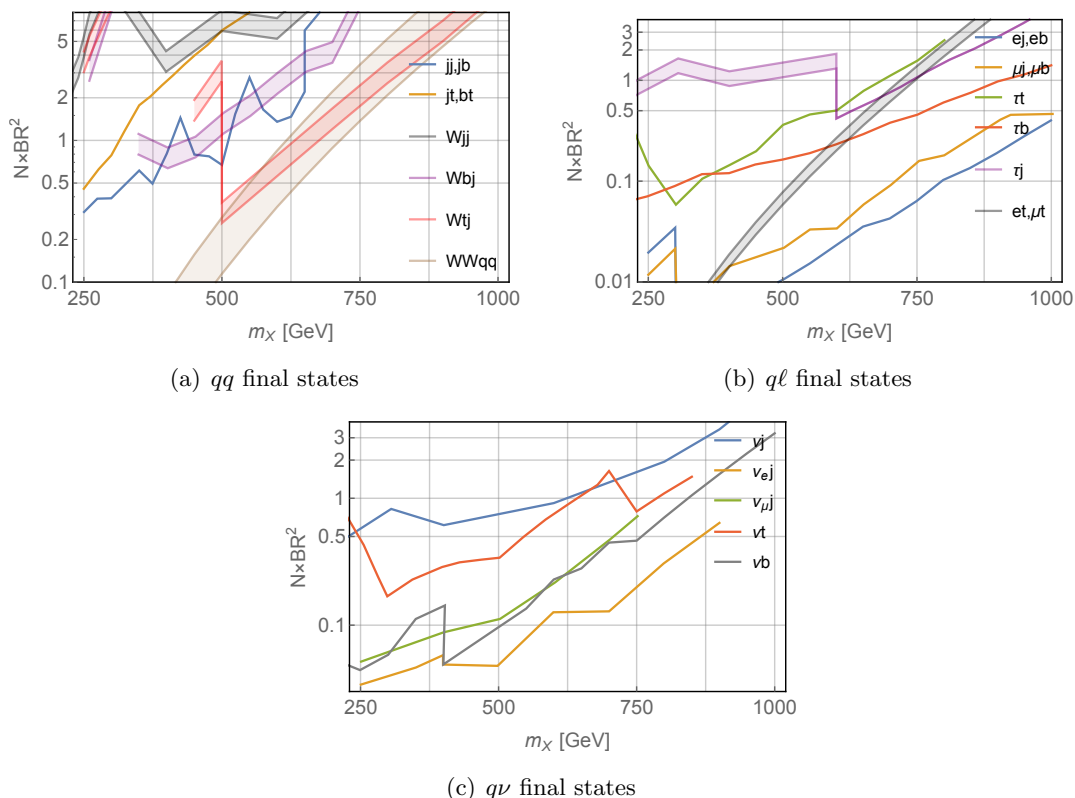 5
2
1
0.5
0.2
0.1
N×BR²
250
500
750
1000
m_X [GeV]
jj,jb
jt,bt
Wjj
Wbj
Wtj
WWqq
(a) qq final states
3
2
1
0.5
0.1
0.01
N×BR²
250
500
750
1000
m_X [GeV]
ej,eb
μj,μb
τt
τb
τj
et,μt
(b) qℓ final states
3
2
1
0.5
0.1
N×BR²
250
500
750
1000
m_X [GeV]
νj
ν_e j
ν_μ j
νt
νb
(c) qν final states